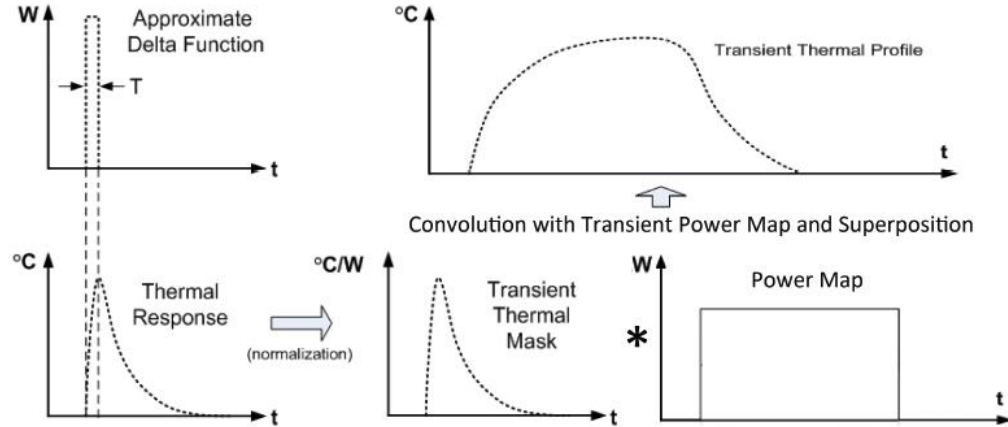 W
Approximate
Delta Function
T
t
°C
Transient Thermal Profile
t
Convolution with Transient Power Map and Superposition
°C
Thermal
Response
t
(normalization)
°C/W
Transient
Thermal
Mask
t
*
W
Power Map
t